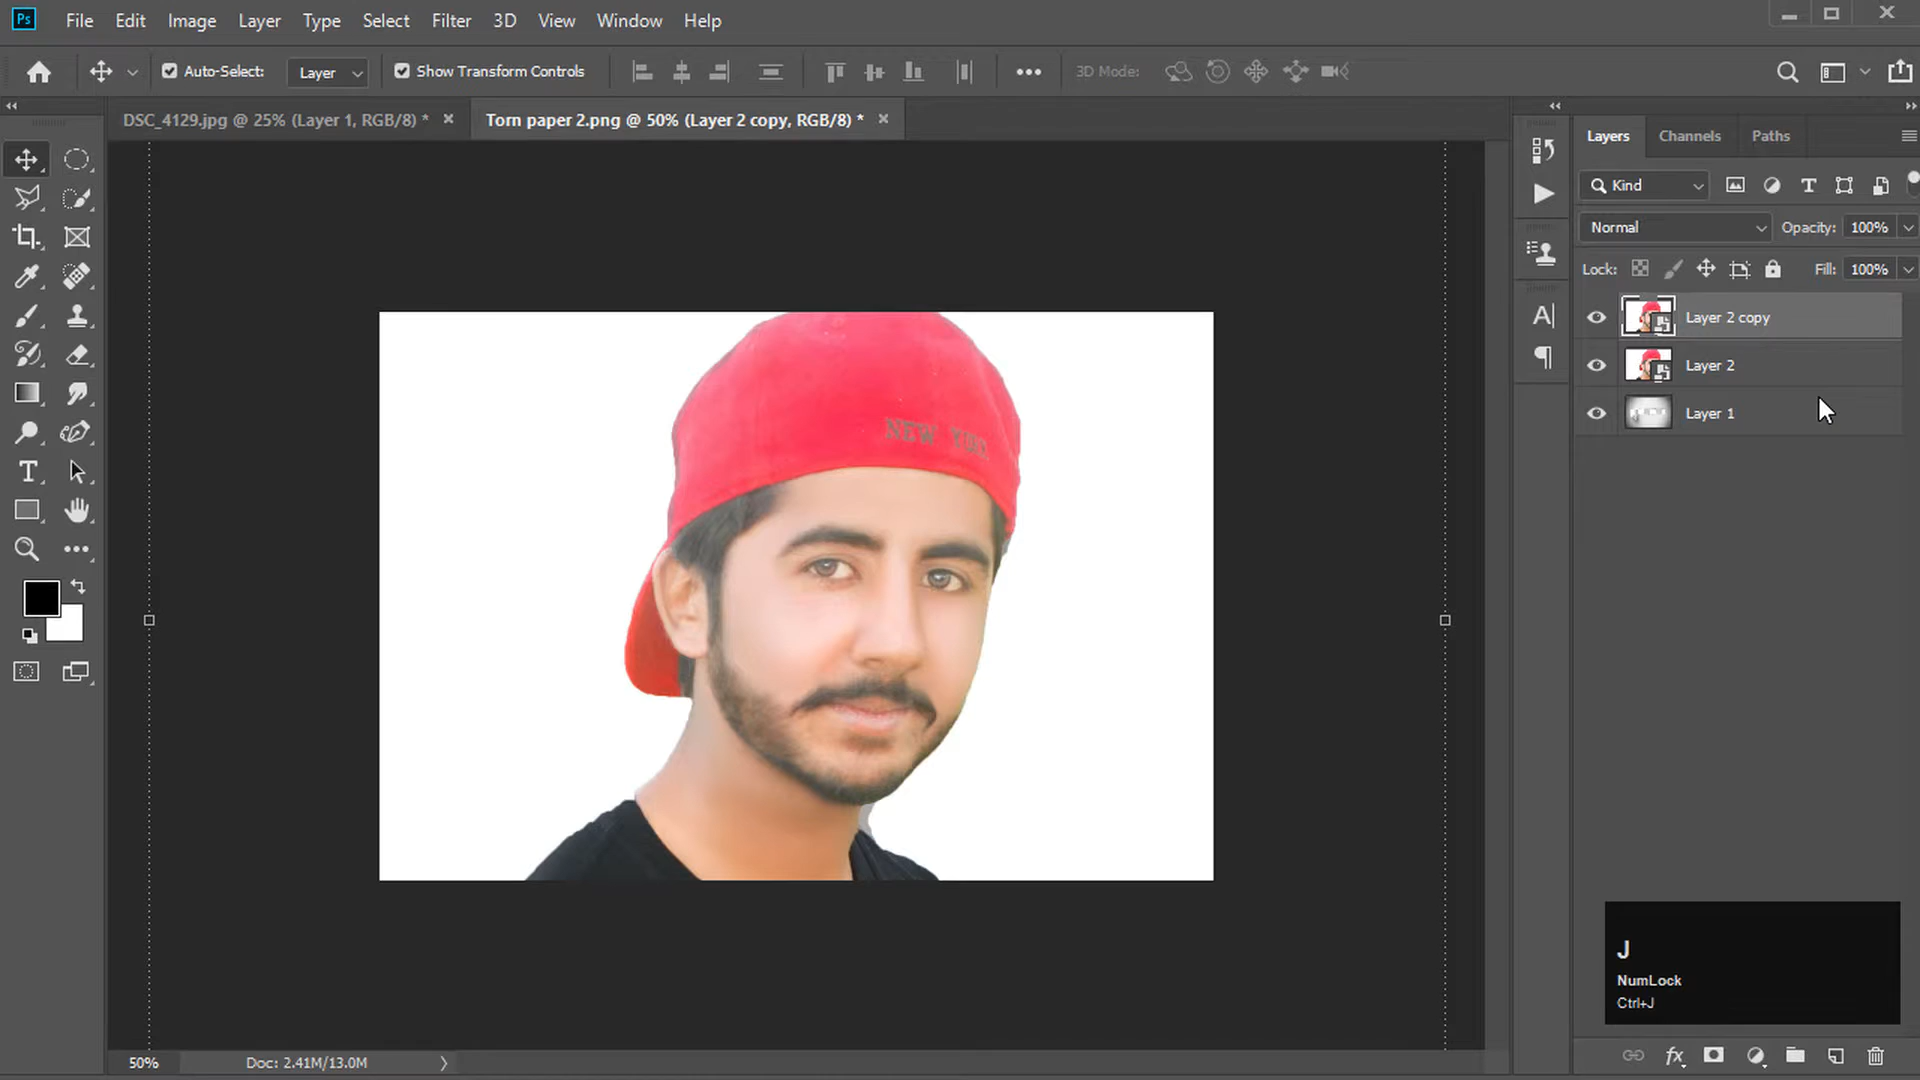 Ps File Edit Image Layer Type Select Filter 3D View Window Help
Auto-Select: Layer Show Transform Controls 3D Mode:
DSC_4129.jpg @ 25% (Layer 1, RGB/8) * Torn paper 2.png @ 50% (Layer 2 copy, RGB/8) *
Layers Channels Paths
Kind
Normal Opacity: 100%
Lock: Fill: 100%
Layer 2 copy
Layer 2
Layer 1
NEW YORK
J
NumLock
Ctrl+J
50% Doc: 2.41M/13.0M